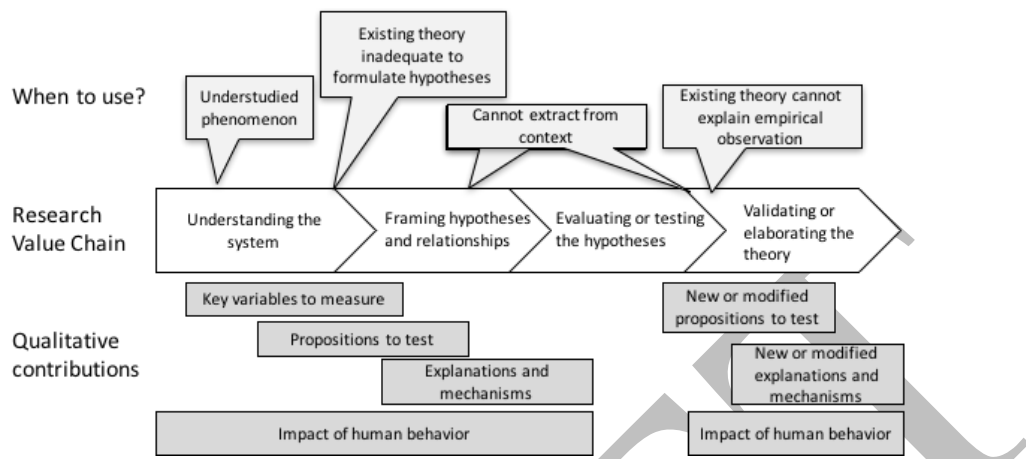 When to use?
Understudied
phenomenon
Existing theory
inadequate to
formulate hypotheses
Cannot extract from
context
Existing theory cannot
explain empirical
observation
Research
Value Chain
Understanding the
system
Framing hypotheses
and relationships
Evaluating or testing
the hypotheses
Validating or
elaborating the
theory
Qualitative
contributions
Key variables to measure
Propositions to test
Explanations and
mechanisms
Impact of human behavior
New or modified
propositions to test
New or modified
explanations and
mechanisms
Impact of human behavior